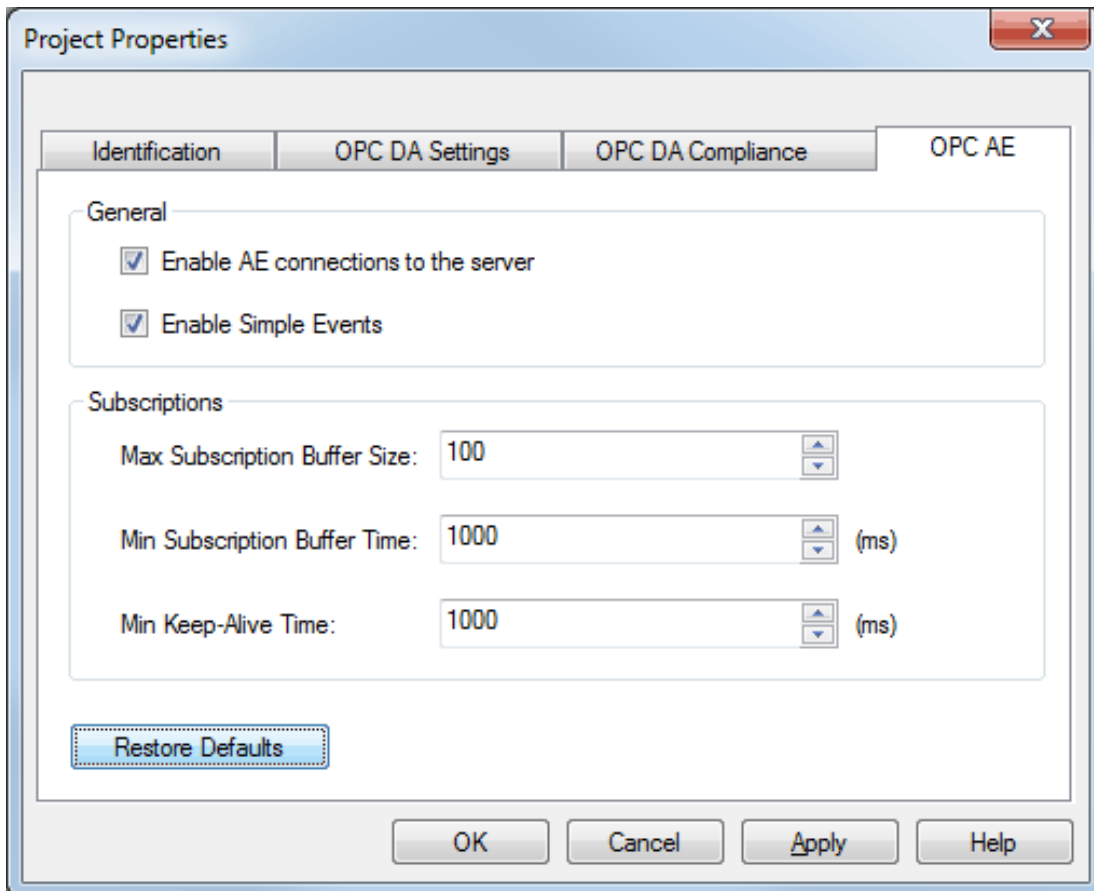 Project Properties
X
Identification OPC DA Settings OPC DA Compliance OPC AE
General
Enable AE connections to the server
Enable Simple Events
Subscriptions
Max Subscription Buffer Size: 100
Min Subscription Buffer Time: 1000 (ms)
Min Keep-Alive Time: 1000 (ms)
Restore Defaults
OK Cancel Apply Help